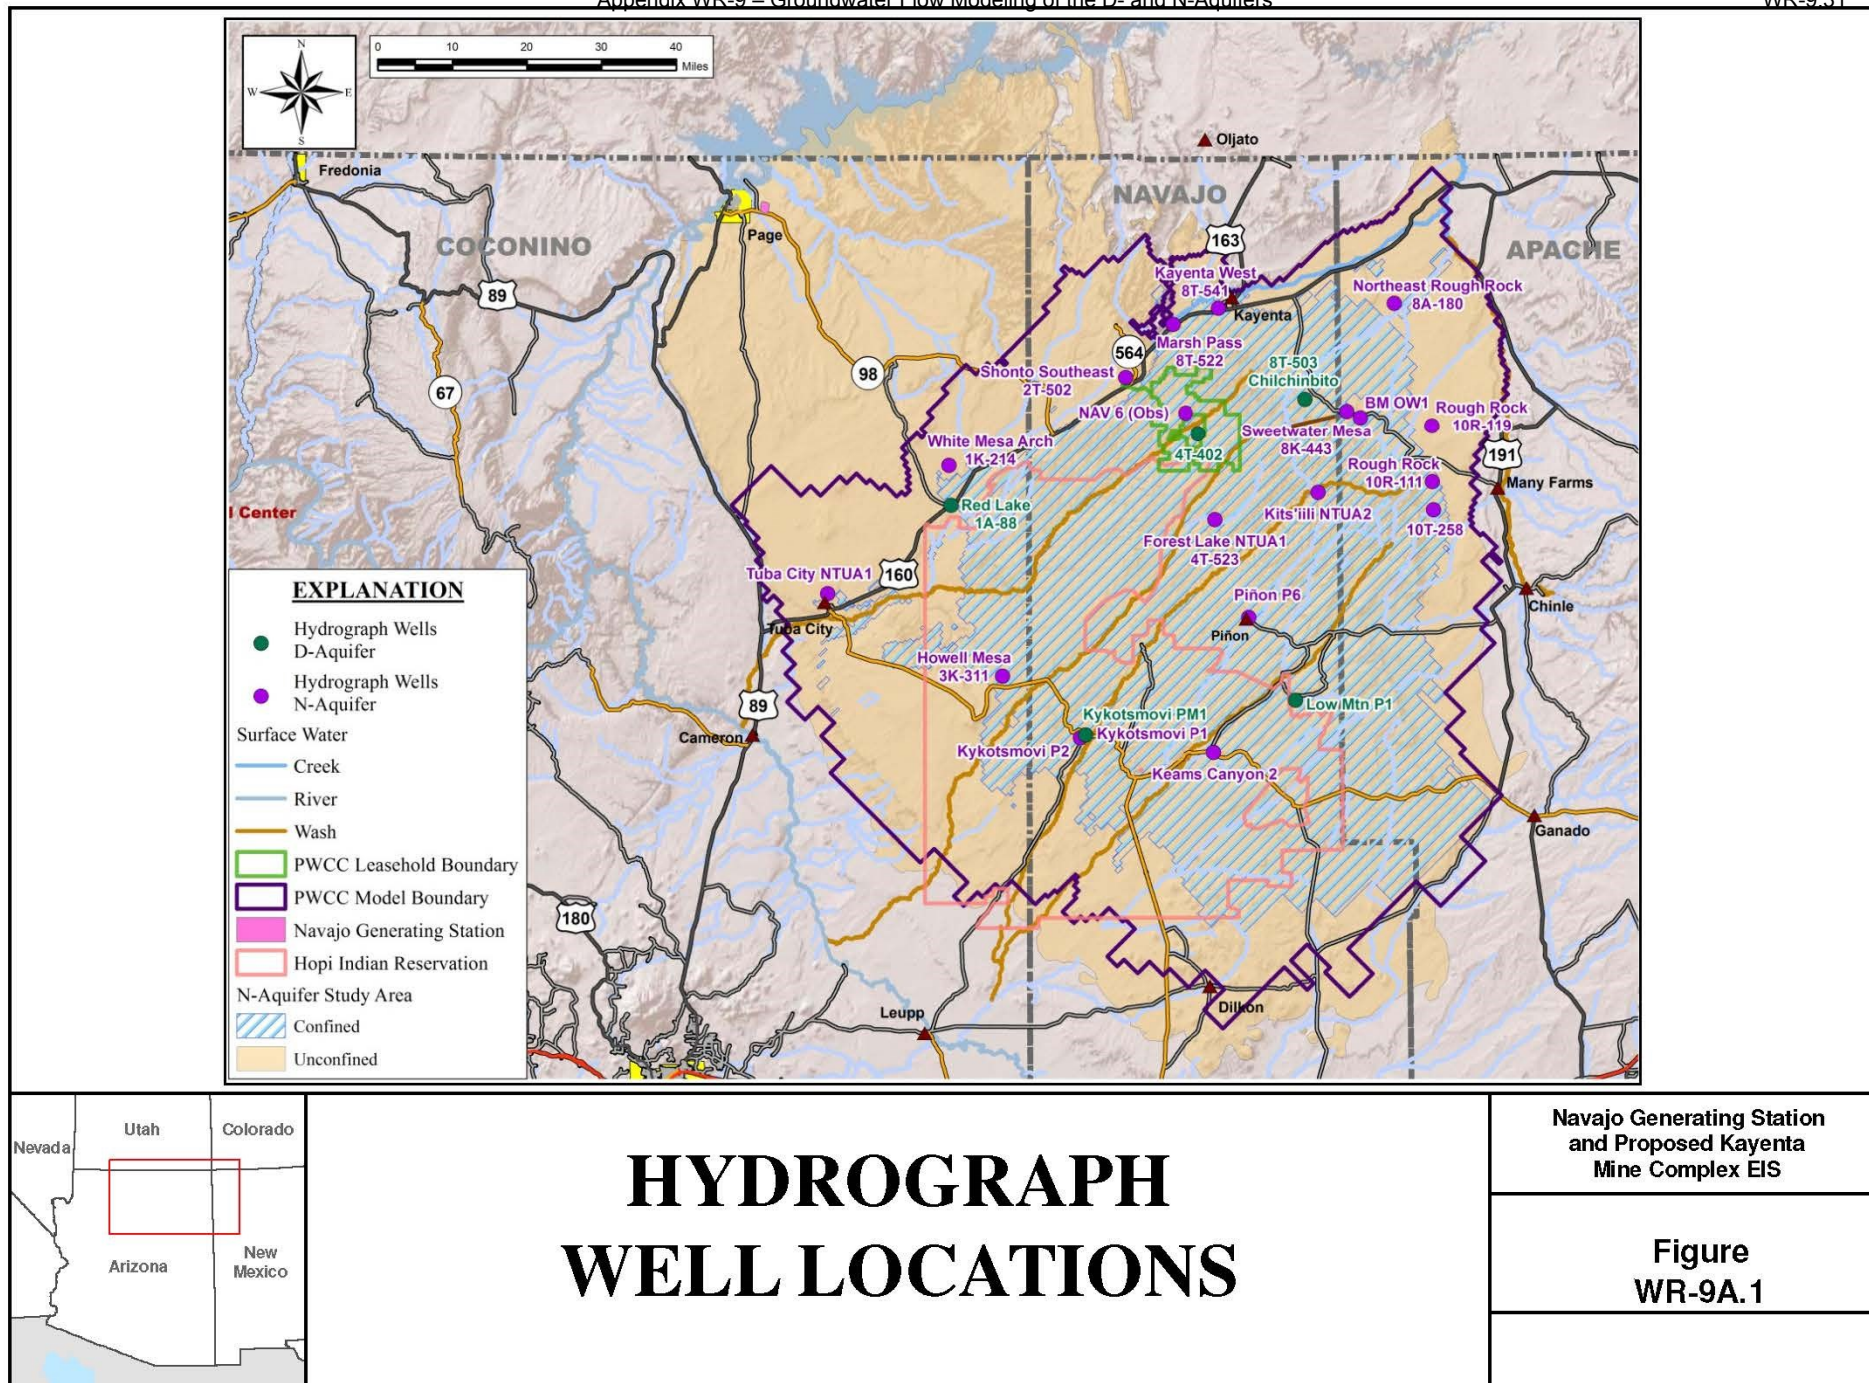 Appendix WR-9 – Groundwater Flow Modeling of the D- and N-Aquifers
WR-9.31
N
W
E
S
0 10 20 30 40
Miles
Oljato
Fredonia
NAVAJO
COCONINO
APACHE
Page
163
89
Kayenta West
8T-541
Northeast Rough Rock
8A-180
Kayenta
Marsh Pass
8T-522
564
98
67
Shonto Southeast
2T-502
8T-503
Chilchinbito
NAV 6 (Obs)
BM OW1
Rough Rock
10R-119
Sweetwater Mesa
8K-443
White Mesa Arch
1K-214
4T-402
191
Rough Rock
10R-111
Many Farms
l Center
Red Lake
1A-88
Kits'iili NTUA2
10T-258
Forest Lake NTUA1
4T-523
Tuba City NTUA1
160
Chinle
Piñon P6
Tuba City
Piñon
Howell Mesa
3K-311
89
Low Mtn P1
Kykotsmovi PM1
Kykotsmovi P1
Cameron
Kykotsmovi P2
Keams Canyon 2
Ganado
180
Leupp
Dilkon
EXPLANATION
Hydrograph Wells
D-Aquifer
Hydrograph Wells
N-Aquifer
Surface Water
Creek
River
Wash
PWCC Leasehold Boundary
PWCC Model Boundary
Navajo Generating Station
Hopi Indian Reservation
N-Aquifer Study Area
Confined
Unconfined
Nevada
Utah
Colorado
Arizona
New
Mexico
HYDROGRAPH
WELL LOCATIONS
Navajo Generating Station
and Proposed Kayenta
Mine Complex EIS
Figure
WR-9A.1